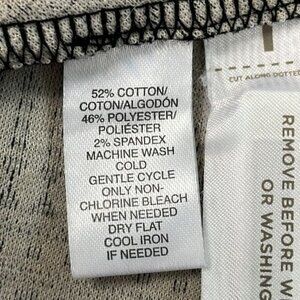 52% COTTON/
COTON/ALGODÓN
46% POLYESTER/
POLIÉSTER
2% SPANDEX
MACHINE WASH
COLD
GENTLE CYCLE
ONLY NON-
CHLORINE BLEACH
WHEN NEEDED
DRY FLAT
COOL IRON
IF NEEDED
CUT ALONG DOTTED
REMOVE BEFORE
OR WASHING